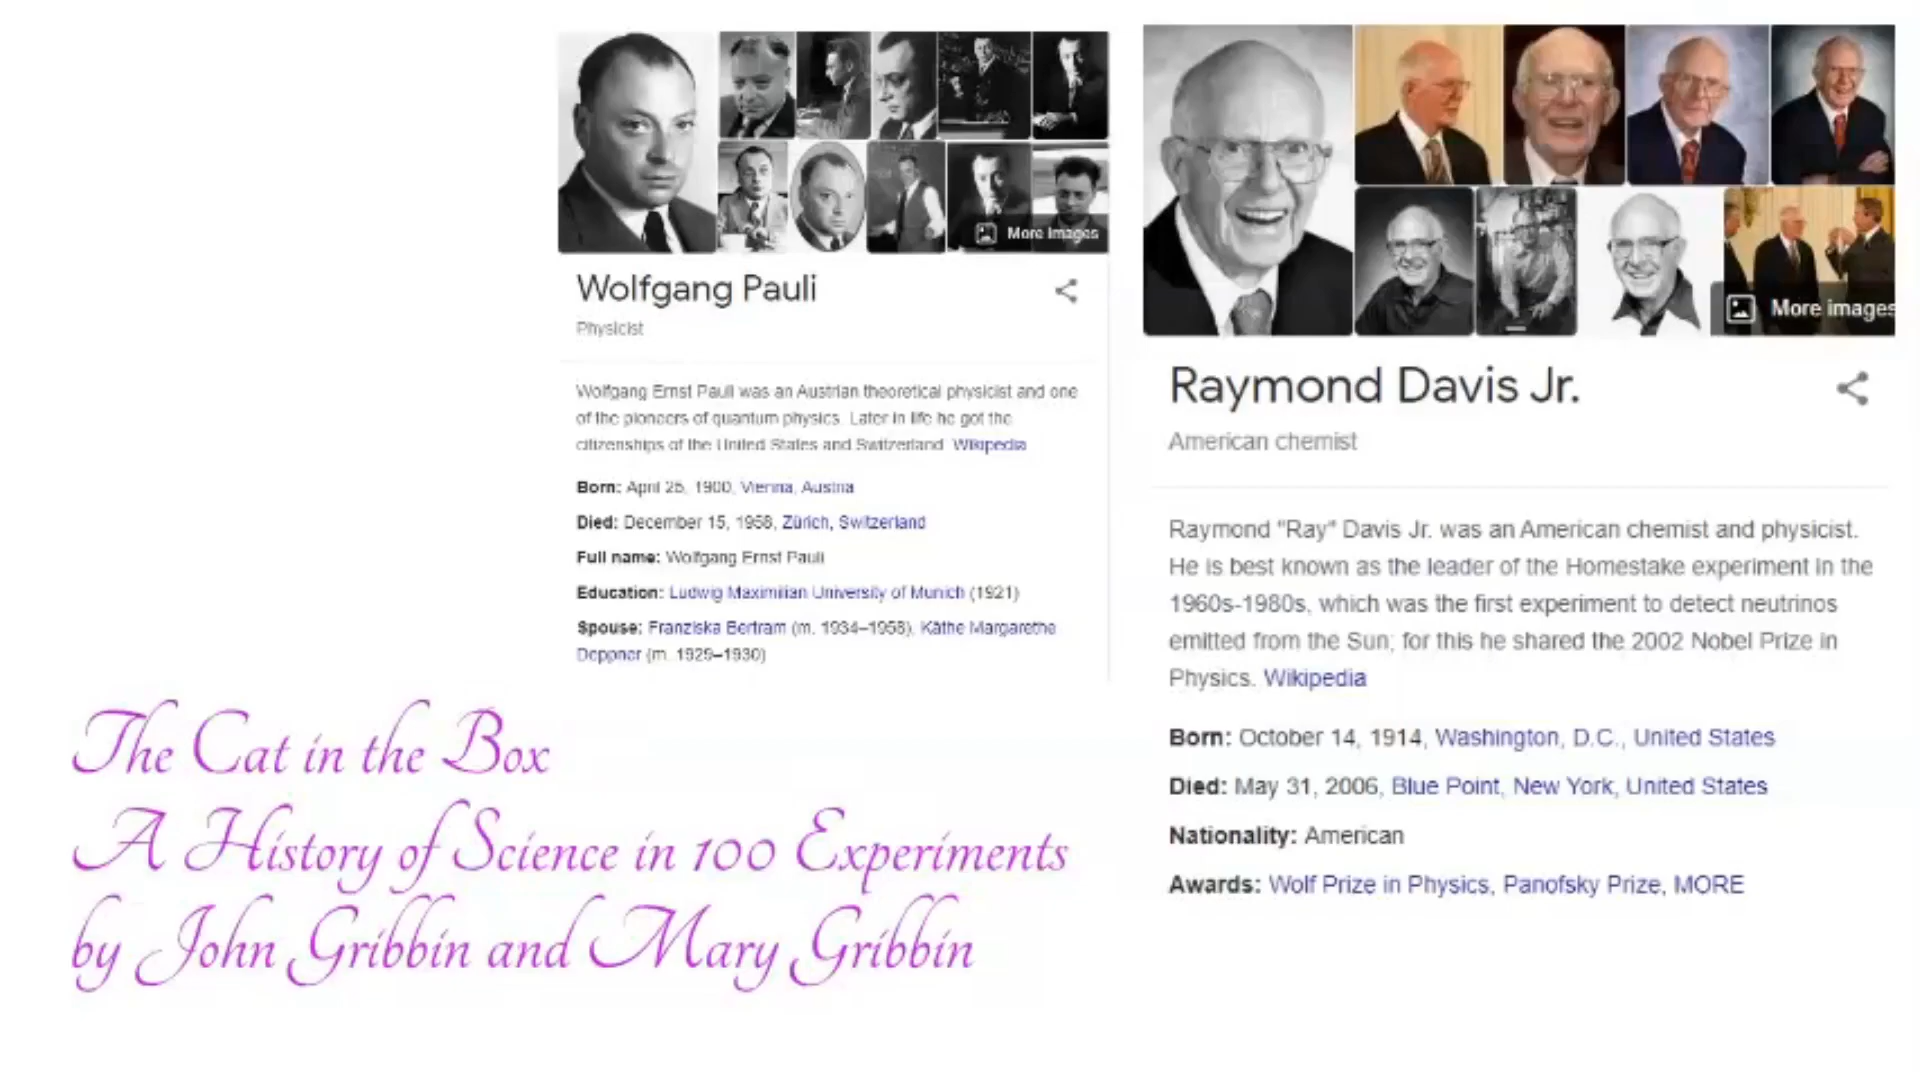 More images
Wolfgang Pauli
Physicist
Wolfgang Ernst Pauli was an Austrian theoretical physicist and one
of the pioneers of quantum physics. Later in life he got the
citizenships of the United States and Switzerland. Wikipedia
Born: April 25, 1900, Vienna, Austria
Died: December 15, 1958, Zürich, Switzerland
Full name: Wolfgang Ernst Pauli
Education: Ludwig Maximilian University of Munich (1921)
Spouse: Franziska Bertram (m. 1934–1958), Käthe Margarethe
Deppner (m. 1929–1930)
More images
Raymond Davis Jr.
American chemist
Raymond "Ray" Davis Jr. was an American chemist and physicist.
He is best known as the leader of the Homestake experiment in the
1960s-1980s, which was the first experiment to detect neutrinos
emitted from the Sun; for this he shared the 2002 Nobel Prize in
Physics. Wikipedia
Born: October 14, 1914, Washington, D.C., United States
Died: May 31, 2006, Blue Point, New York, United States
Nationality: American
Awards: Wolf Prize in Physics, Panofsky Prize, MORE
The Cat in the Box
A History of Science in 100 Experiments
by John Gribbin and Mary Gribbin